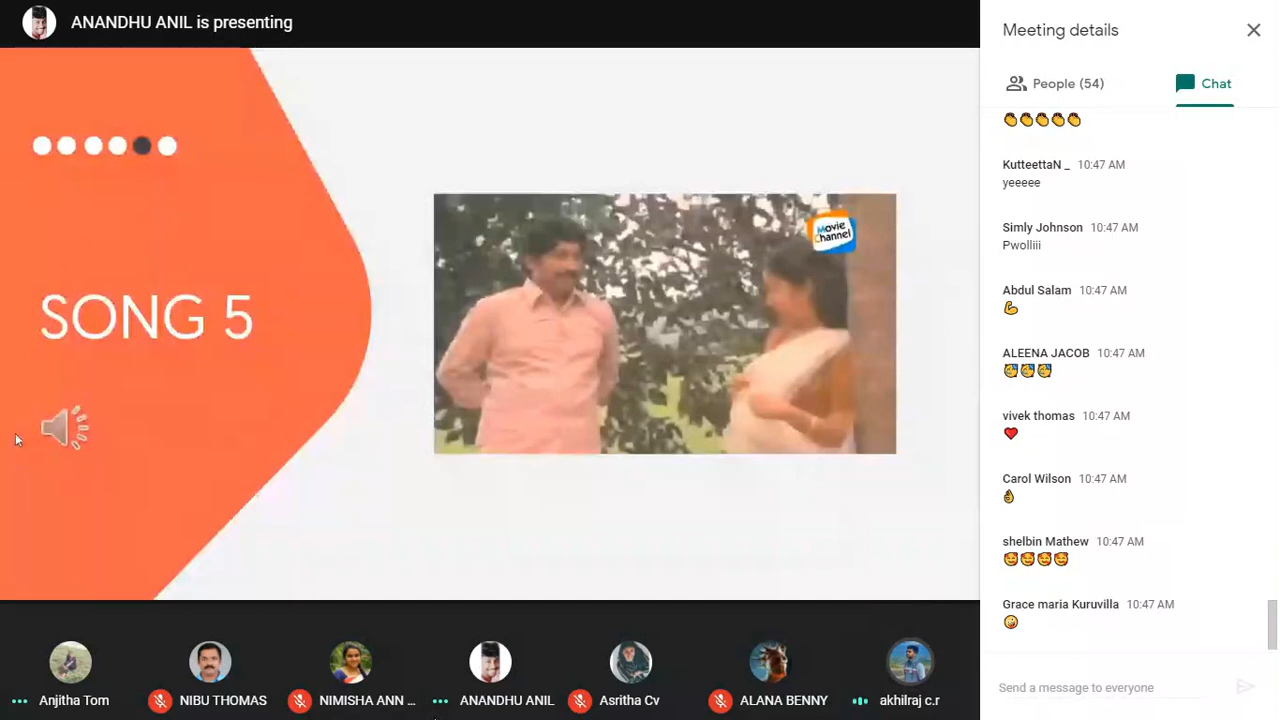 ANANDHU ANIL is presenting
SONG 5
Movie
Channel
Meeting details
People (54)
Chat
KutteettaN _ 10:47 AM
yeeeee
Simly Johnson 10:47 AM
Pwolliii
Abdul Salam 10:47 AM
ALEENA JACOB 10:47 AM
vivek thomas 10:47 AM
Carol Wilson 10:47 AM
shelbin Mathew 10:47 AM
Grace maria Kuruvilla 10:47 AM
Send a message to everyone
Anjitha Tom
NIBU THOMAS
NIMISHA ANN ...
ANANDHU ANIL
Asritha Cv
ALANA BENNY
akhilraj c.r